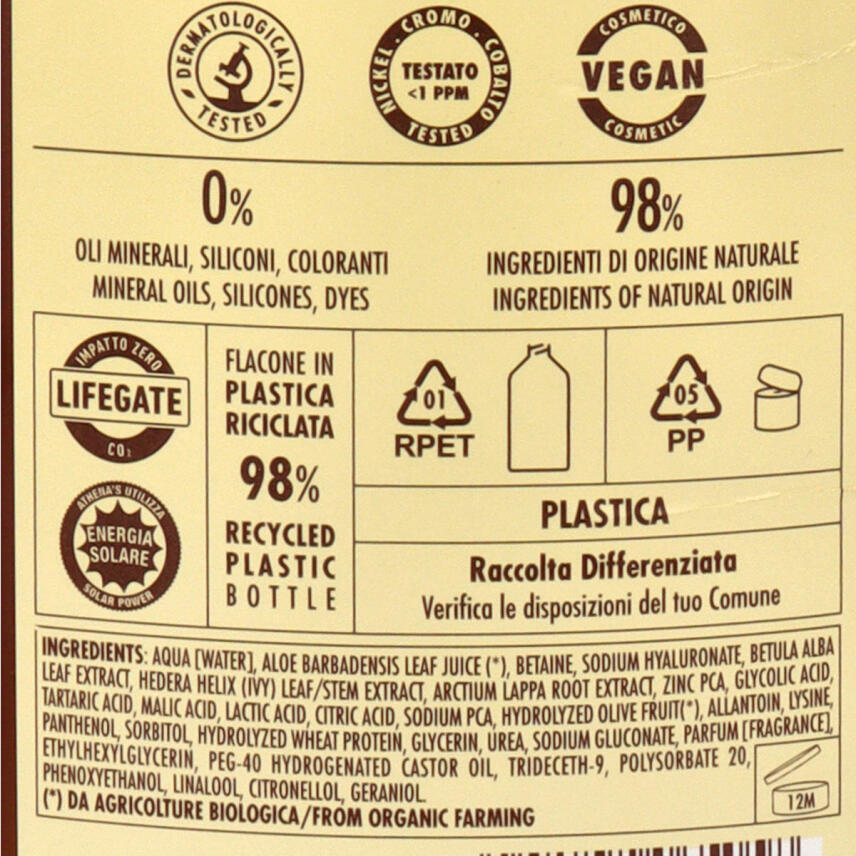 DERMATOLOGICALLY
TESTED
NICKEL . CROMO . COBALTO
TESTATO
<1 PPM
TESTED
COSMETICO
VEGAN
COSMETIC
0%
OLI MINERALI, SILICONI, COLORANTI
MINERAL OILS, SILICONES, DYES
98%
INGREDIENTI DI ORIGINE NATURALE
INGREDIENTS OF NATURAL ORIGIN
IMPATTO ZERO
LIFEGATE
CO2
ATHENA'S UTILIZZA
ENERGIA
SOLARE
SOLAR POWER
FLACONE IN
PLASTICA
RICICLATA
98%
RECYCLED
PLASTIC
BOTTLE
01
RPET
05
PP
PLASTICA
Raccolta Differenziata
Verifica le disposizioni del tuo Comune
INGREDIENTS: AQUA [WATER], ALOE BARBADENSIS LEAF JUICE (*), BETAINE, SODIUM HYALURONATE, BETULA ALBA
LEAF EXTRACT, HEDERA HELIX (IVY) LEAF/STEM EXTRACT, ARCTIUM LAPPA ROOT EXTRACT, ZINC PCA, GLYCOLIC ACID,
TARTARIC ACID, MALIC ACID, LACTIC ACID, CITRIC ACID, SODIUM PCA, HYDROLYZED OLIVE FRUIT(*), ALLANTOIN, LYSINE,
PANTHENOL, SORBITOL, HYDROLYZED WHEAT PROTEIN, GLYCERIN, UREA, SODIUM GLUCONATE, PARFUM [FRAGRANCE],
ETHYLHEXYLGLYCERIN, PEG-40 HYDROGENATED CASTOR OIL, TRIDECETH-9, POLYSORBATE 20,
PHENOXYETHANOL, LINALOOL, CITRONELLOL, GERANIOL.
(*) DA AGRICOLTURE BIOLOGICA/FROM ORGANIC FARMING
12M